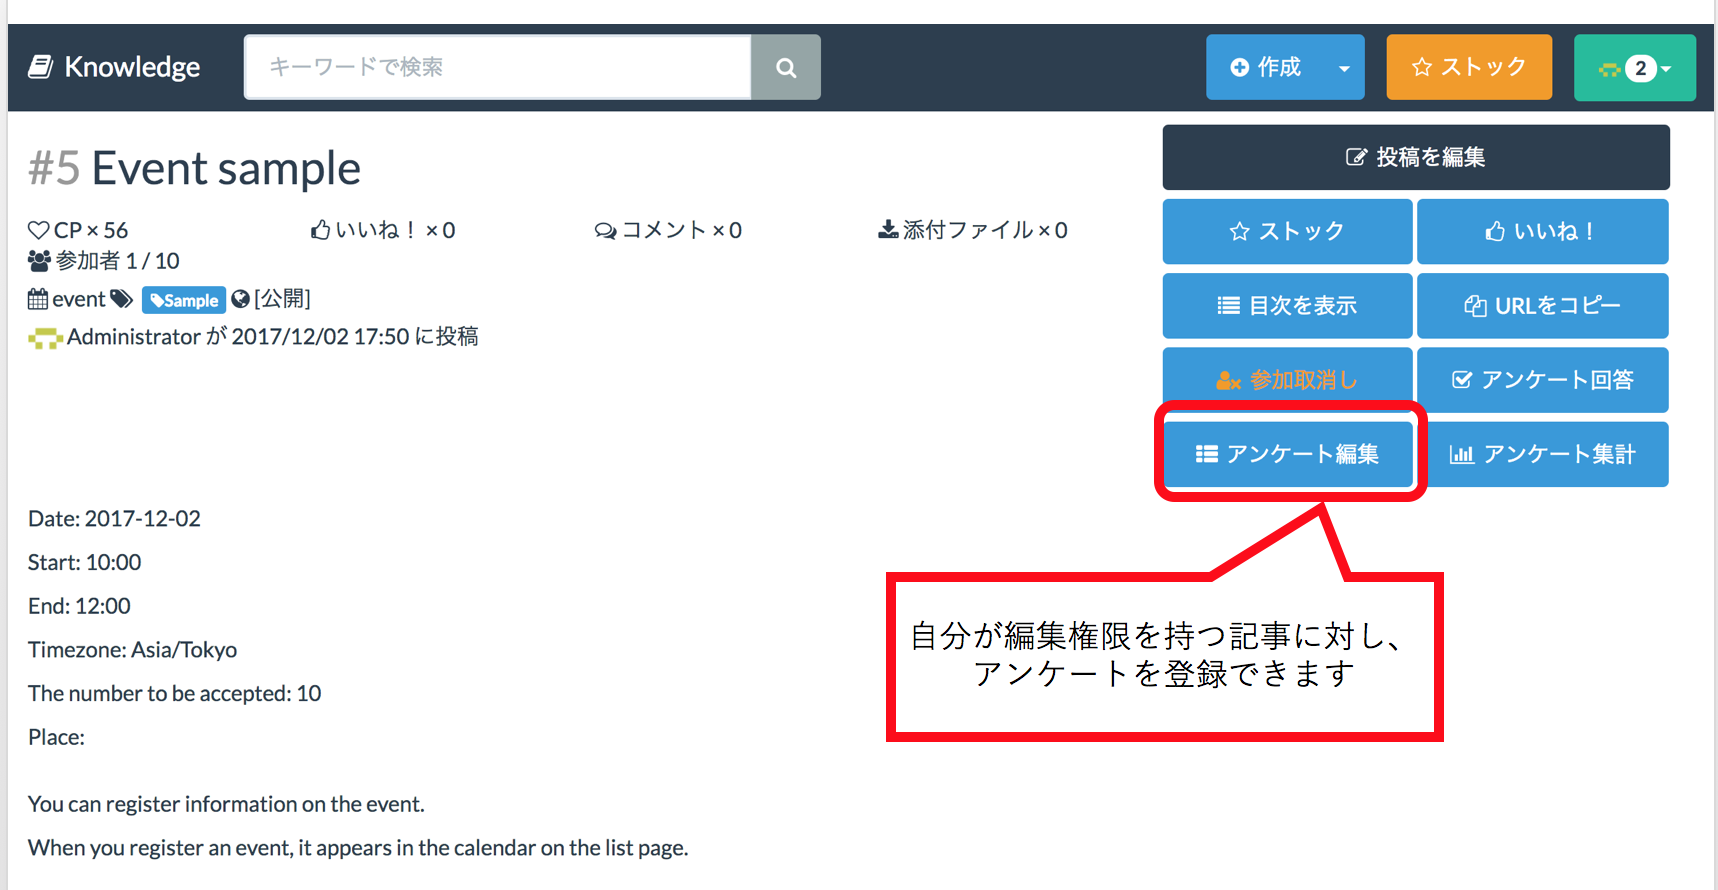 Knowledge
キーワードで検索
作成
ストック
2
#5 Event sample
CP × 56
いいね！ × 0
コメント × 0
添付ファイル × 0
参加者 1 / 10
event Sample [公開]
Administrator が 2017/12/02 17:50 に投稿
投稿を編集
ストック
いいね！
目次を表示
URLをコピー
参加取消し
アンケート回答
アンケート編集
アンケート集計
Date: 2017-12-02
Start: 10:00
End: 12:00
Timezone: Asia/Tokyo
The number to be accepted: 10
Place:
自分が編集権限を持つ記事に対し、
アンケートを登録できます
You can register information on the event.
When you register an event, it appears in the calendar on the list page.